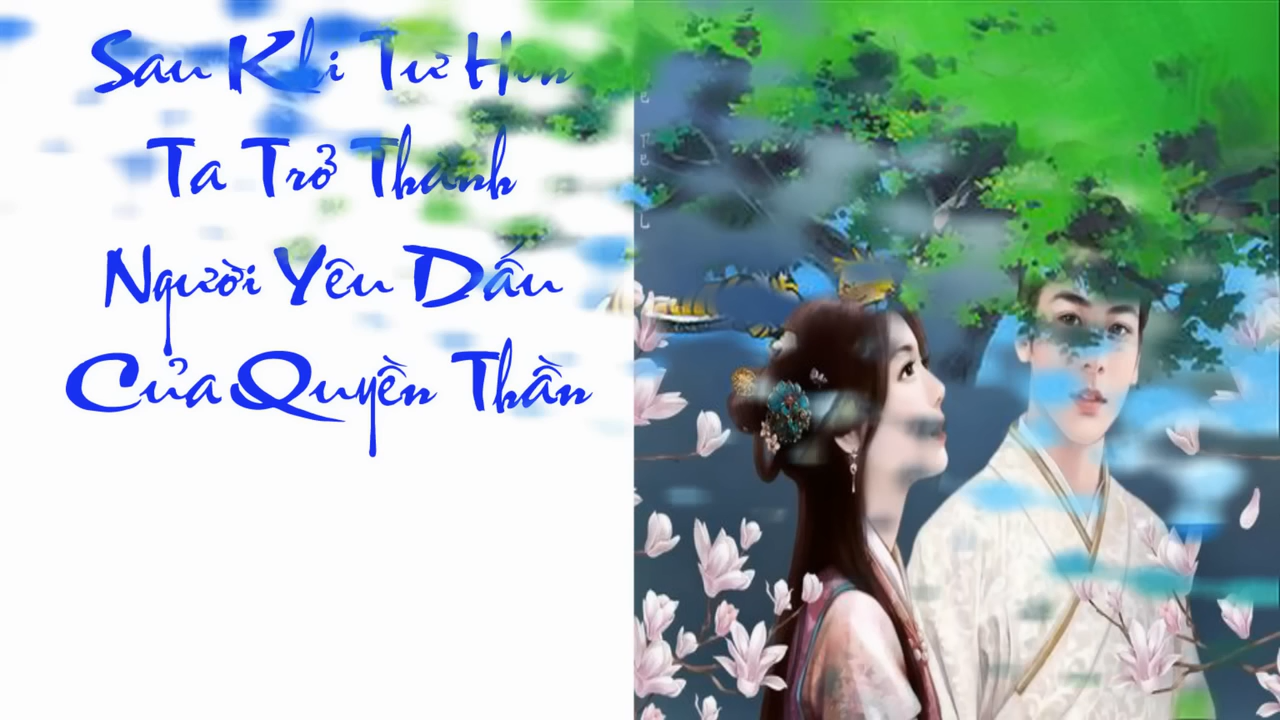 Sau Khi Từ Hôn
Ta Trở Thành
Người Yêu Dấu
Của Quyền Thần